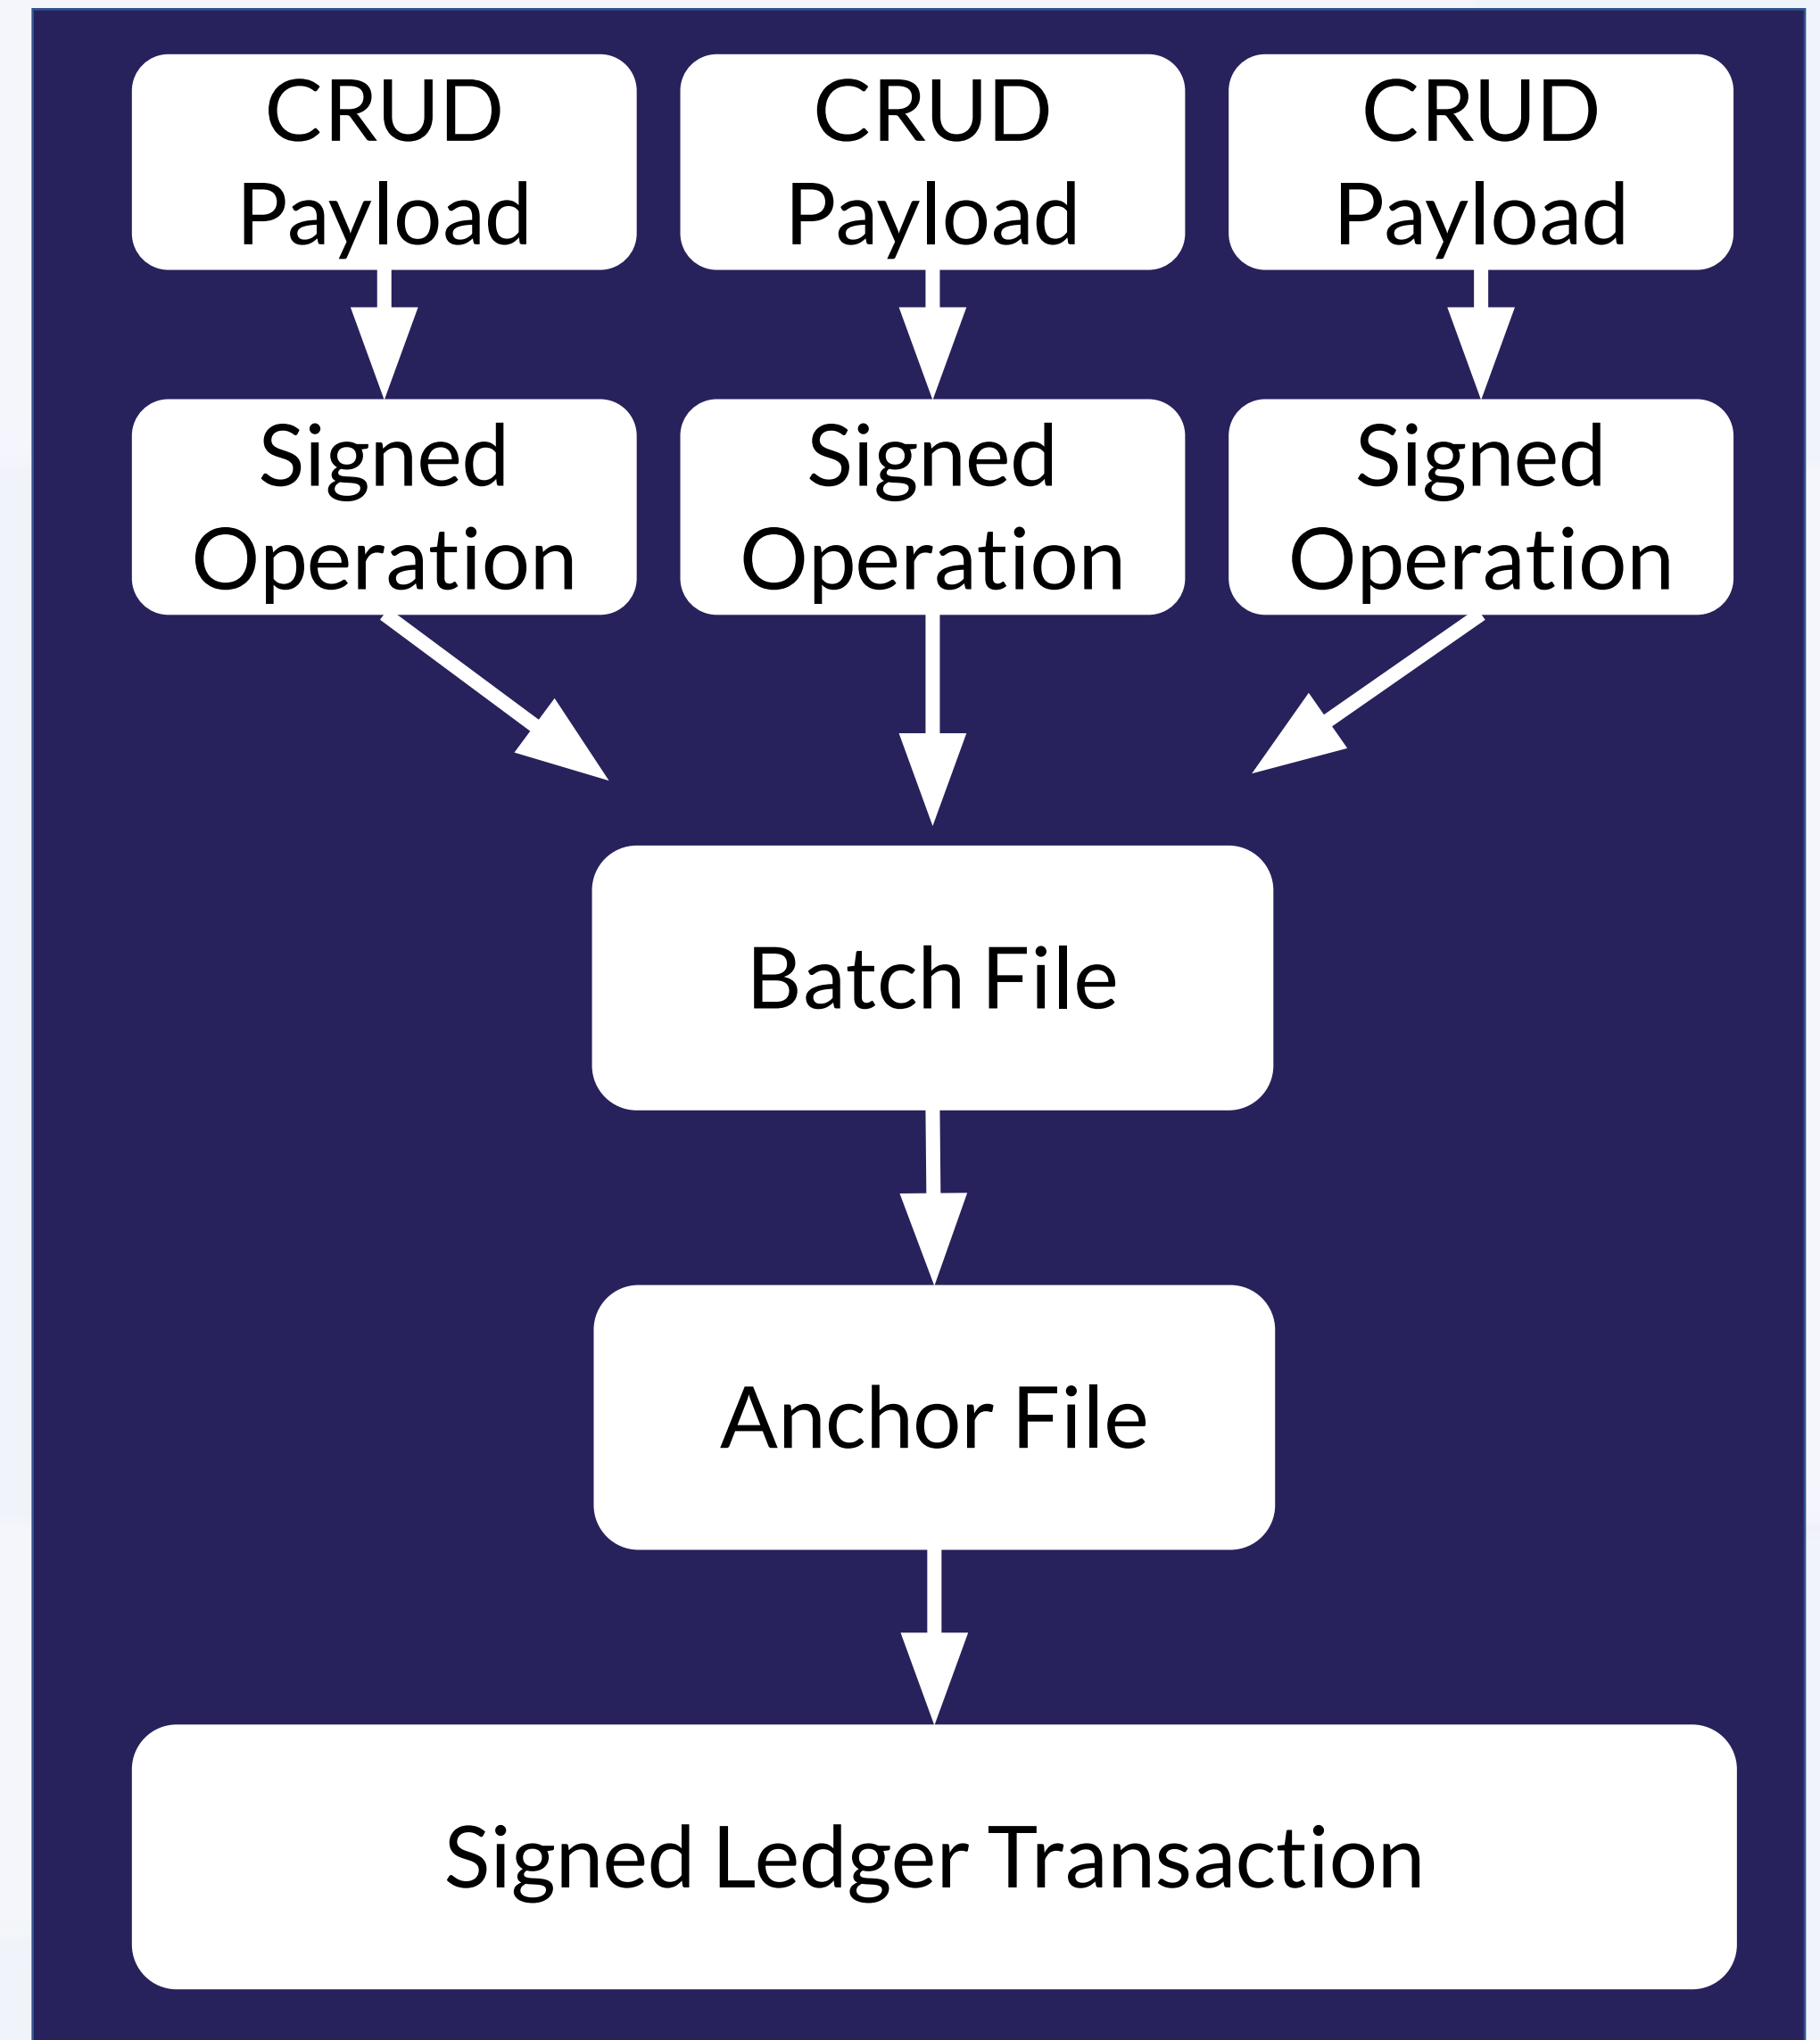 CRUD
Payload
CRUD
Payload
CRUD
Payload
Signed
Operation
Signed
Operation
Signed
Operation
Batch File
Anchor File
Signed Ledger Transaction